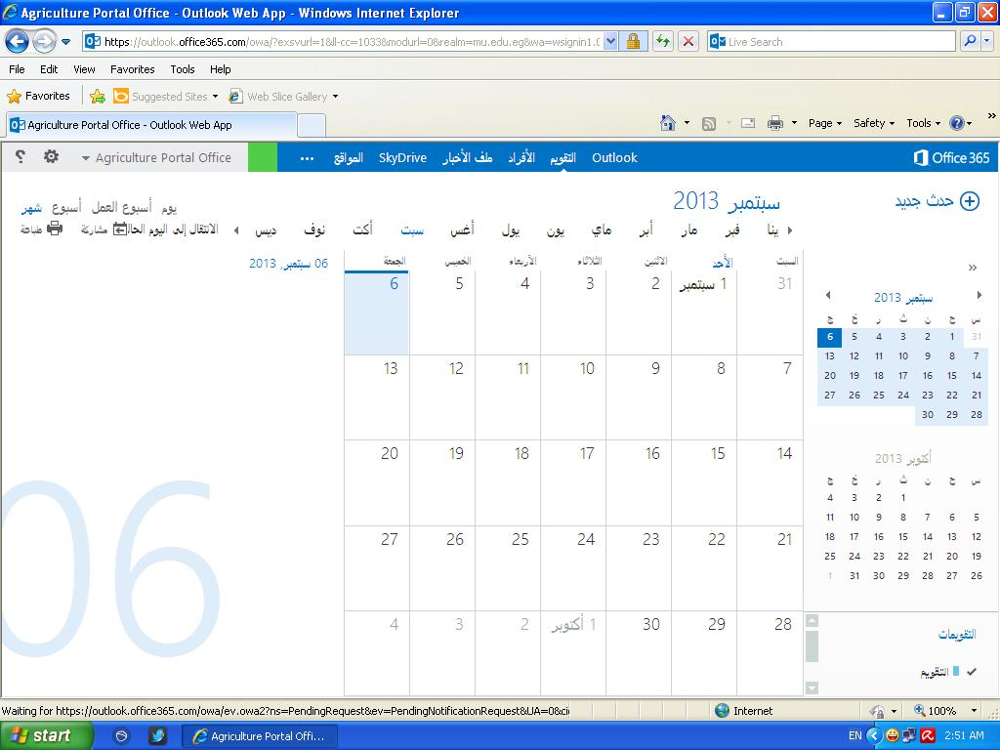 Agriculture Portal Office - Outlook Web App - Windows Internet Explorer
https://outlook.office365.com/owa/?exsvurl=1&ll-cc=1033&modurl=0&realm=mu.edu.eg&wa=wsignin1.0
Live Search
File Edit View Favorites Tools Help
Favorites Suggested Sites Web Slice Gallery
Agriculture Portal Office - Outlook Web App
Page Safety Tools
Office 365
Outlook التقويم الأفراد ملف الأخبار SkyDrive المواقع ...
Agriculture Portal Office
حدث جديد
سبتمبر 2013
يوم أسبوع العمل أسبوع شهر
ينا فبر مار أبر ماي يون يول أغس سبت أكت نوف ديس
الانتقال إلى اليوم الحال مشاركة طباعة
السبت الأحد الاثنين الثلاثاء الأربعاء الخميس الجمعة
06 سبتمبر, 2013
31 1 سبتمبر 2 3 4 5 6
7 8 9 10 11 12 13
14 15 16 17 18 19 20
21 22 23 24 25 26 27
28 29 30 1 أكتوبر 2 3 4
06
»
سبتمبر 2013
س ح ن ث ر خ ج
31 1 2 3 4 5 6
7 8 9 10 11 12 13
14 15 16 17 18 19 20
21 22 23 24 25 26 27
28 29 30
أكتوبر 2013
س ح ن ث ر خ ج
1 2 3 4
5 6 7 8 9 10 11
12 13 14 15 16 17 18
19 20 21 22 23 24 25
26 27 28 29 30 31 1
التقويمات
التقويم
Waiting for https://outlook.office365.com/owa/ev.owa2?ns=PendingRequest&ev=PendingNotificationRequest&UA=0&ci
Internet 100%
start Agriculture Portal Offi... EN 2:51 AM